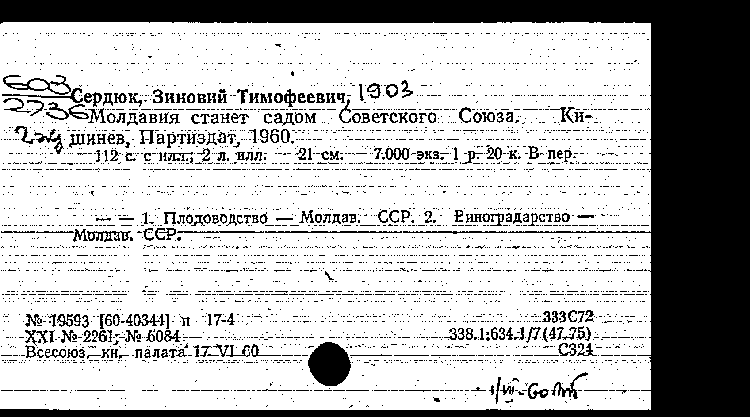 603
2736
2 экз
Сердюк, Зиновий Тимофеевич, 1903
Молдавия станет садом Советского Союза. Ки-
шинев, Партиздат, 1960.
112 с. с илл.; 2 л. илл. 21 см. 7.000 экз. 1 р. 20 к. В пер.
— — 1. Плодоводство — Молдав. ССР. 2. Виноградарство —
Молдав. ССР.
№ 19593 [60-40344] п 17-4 333С72
XXI № 2261; № 6084 338.1:634.1/7(47.75)
Всесоюз. кн. палата 17 VI 60 С324